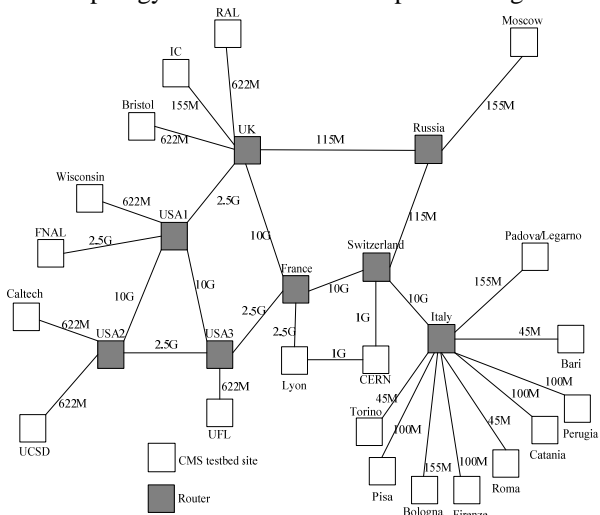 RAL
Moscow
IC
622M
155M
Bristol
622M
155M
UK
Russia
115M
Wisconsin
622M
2.5G
USA1
115M
FNAL
2.5G
10G
Padova/Legarno
Switzerland
France
10G
10G
10G
10G
155M
Caltech
2.5G
Italy
622M
USA2
USA3
2.5G
2.5G
1G
45M
1G
Bari
622M
622M
Lyon
CERN
45M
100M
100M
Torino
Perugia
UCSD
UFL
100M
45M
Catania
CMS testbed site
155M
100M
Roma
Pisa
Router
Bologna
Firenze